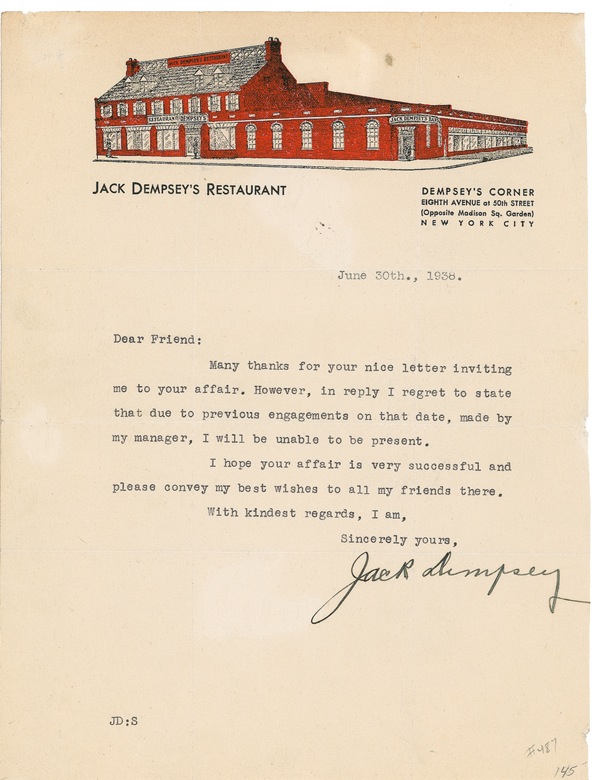 JACK DEMPSEY'S RESTAURANT
RESTAURANT DEMPSEY'S
JACK DEMPSEY'S BAR
JACK DEMPSEY'S RESTAURANT
DEMPSEY'S CORNER
EIGHTH AVENUE at 50th STREET
(Opposite Madison Sq. Garden)
NEW YORK CITY
June 30th., 1938.
Dear Friend:
Many thanks for your nice letter inviting
me to your affair. However, in reply I regret to state
that due to previous engagements on that date, made by
my manager, I will be unable to be present.
I hope your affair is very successful and
please convey my best wishes to all my friends there.
With kindest regards, I am,
Sincerely yours,
Jack Dempsey
JD:S
#487
145